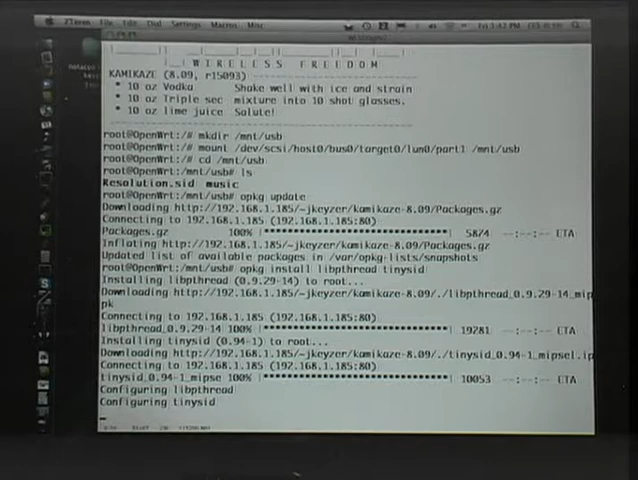 ZTerm File Edit Dial Settings Macros Misc
W I R E L E S S   F R E E D O M
KAMIKAZE (8.09, r15093)
* 10 oz Vodka Shake well with ice and strain
* 10 oz Triple sec mixture into 10 shot glasses.
* 10 oz lime juice Salute!
root@OpenWrt:/# mkdir /mnt/usb
root@OpenWrt:/# mount /dev/scsi/host0/bus0/target0/lun0/part1 /mnt/usb
root@OpenWrt:/# cd /mnt/usb
root@OpenWrt:/mnt/usb# ls
Resolution.sid music
root@OpenWrt:/mnt/usb# opkg update
Downloading http://192.168.1.185/~jkeyzer/kamikaze-8.09/Packages.gz
Connecting to 192.168.1.185 (192.168.1.185:80)
Packages.gz 100% |*******************************| 5874 --:--:-- ETA
Inflating http://192.168.1.185/~jkeyzer/kamikaze-8.09/Packages.gz
Updated list of available packages in /var/opkg-lists/snapshots
root@OpenWrt:/mnt/usb# opkg install libpthread tinysid
Installing libpthread (0.9.29-14) to root...
Downloading http://192.168.1.185/~jkeyzer/kamikaze-8.09/./libpthread_0.9.29-14_mip
pk
Connecting to 192.168.1.185 (192.168.1.185:80)
libpthread_0.9.29-14 100% |*******************************| 19281 --:--:-- ETA
Installing tinysid (0.94-1) to root...
Downloading http://192.168.1.185/~jkeyzer/kamikaze-8.09/./tinysid_0.94-1_mipsel.ip
Connecting to 192.168.1.185 (192.168.1.185:80)
tinysid_0.94-1_mipse 100% |*******************************| 10053 --:--:-- ETA
Configuring libpthread
Configuring tinysid